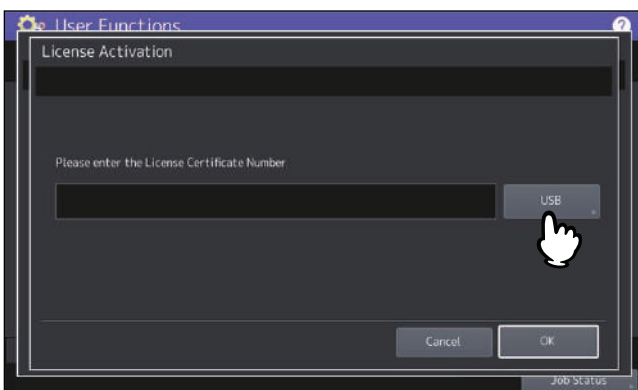 User Functions
?
License Activation
Please enter the License Certificate Number
USB
Cancel
OK
Job Status